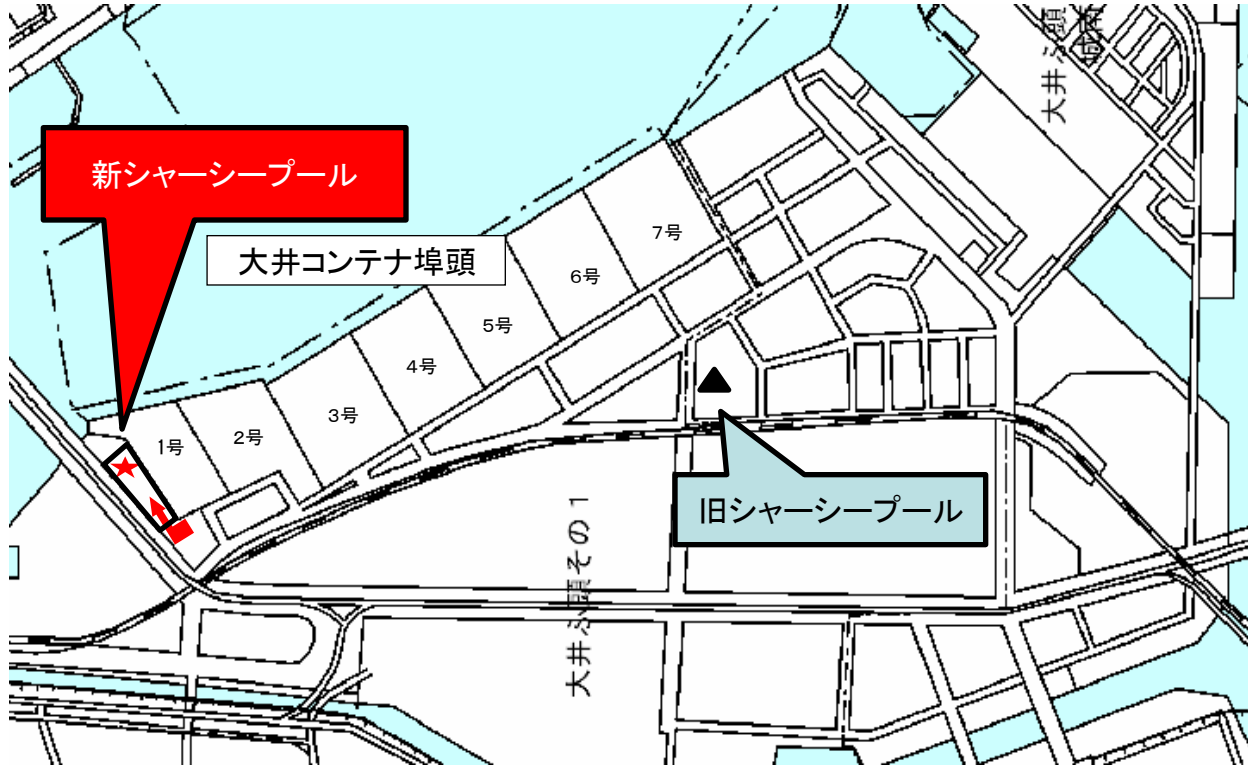 新シャーシープール
大井コンテナ埠頭
7号
6号
5号
4号
3号
2号
1号
旧シャーシープール
大井ふ頭その1
大井ふ頭
城南